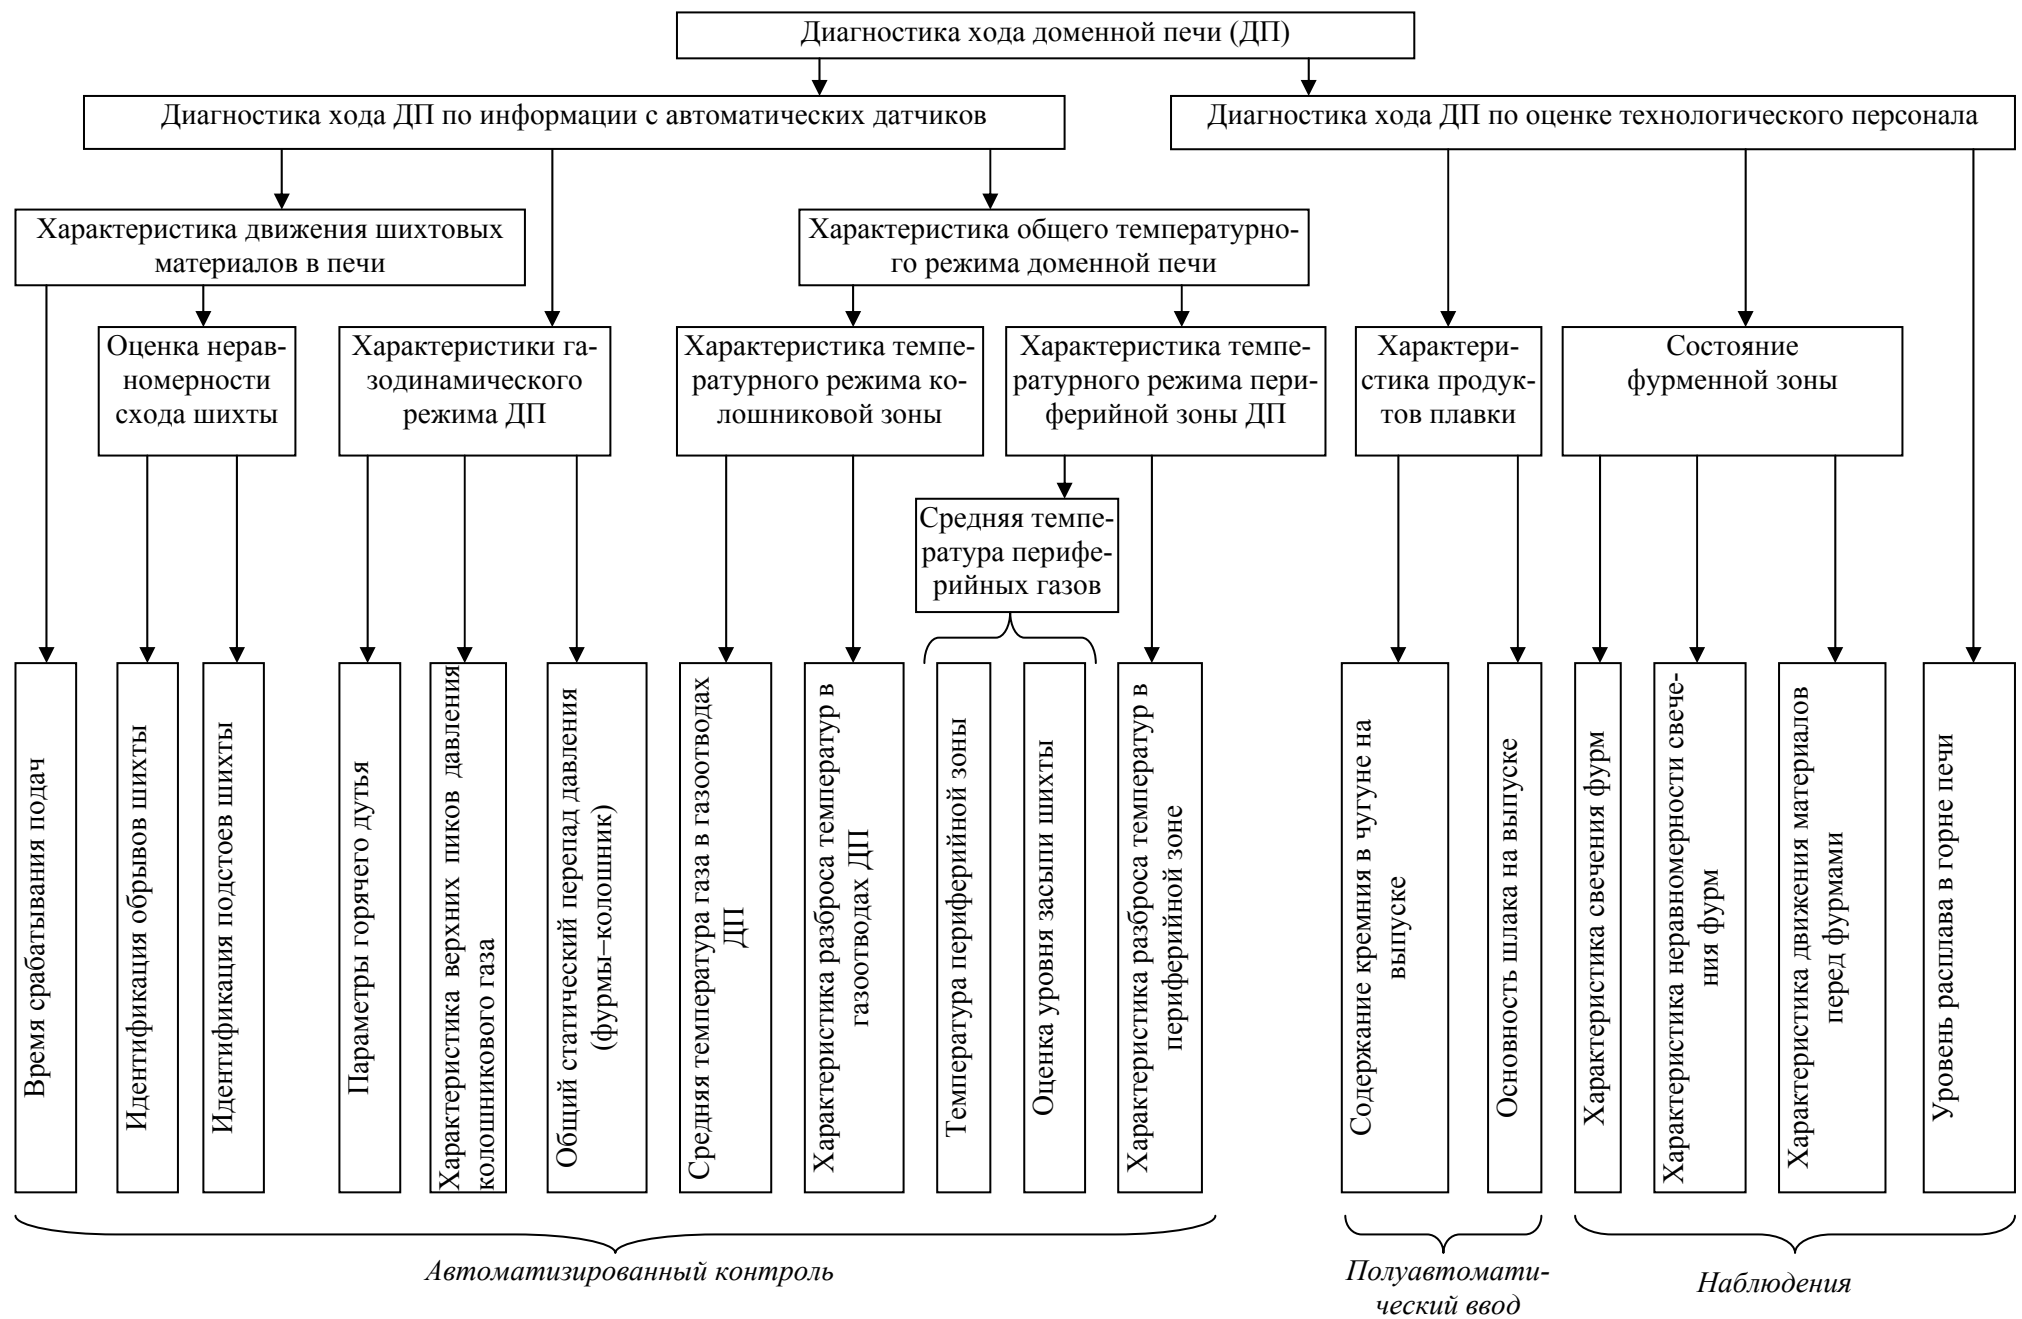 Диагностика хода доменной печи (ДП)
Диагностика хода ДП по информации с автоматических датчиков
Диагностика хода ДП по оценке технологического персонала
Характеристика движения шихтовых
материалов в печи
Характеристика общего температурно-
го режима доменной печи
Оценка нерав-
номерности
схода шихты
Характеристики га-
зодинамического
режима ДП
Характеристика темпе-
ратурного режима ко-
лошниковой зоны
Характеристика темпе-
ратурного режима пери-
ферийной зоны ДП
Характери-
стика продук-
тов плавки
Состояние
фурменной зоны
Средняя темпе-
ратура перифе-
рийных газов
Время срабатывания подач
Идентификация обрывов шихты
Идентификация подстоев шихты
Параметры горячего дутья
Характеристика верхних пиков давления
колошникового газа
Общий статический перепад давления
(фурмы–колошник)
Средняя температура газа в газоотводах
ДП
Характеристика разброса температур в
газоотводах ДП
Температура периферийной зоны
Оценка уровня засыпи шихты
Характеристика разброса температур в
периферийной зоне
Содержание кремния в чугуне на
выпуске
Основность шлака на выпуске
Характеристика свечения фурм
Характеристика неравномерности свече-
ния фурм
Характеристика движения материалов
перед фурмами
Уровень расплава в горне печи
Автоматизированный контроль
Полуавтомати-
ческий ввод
Наблюдения